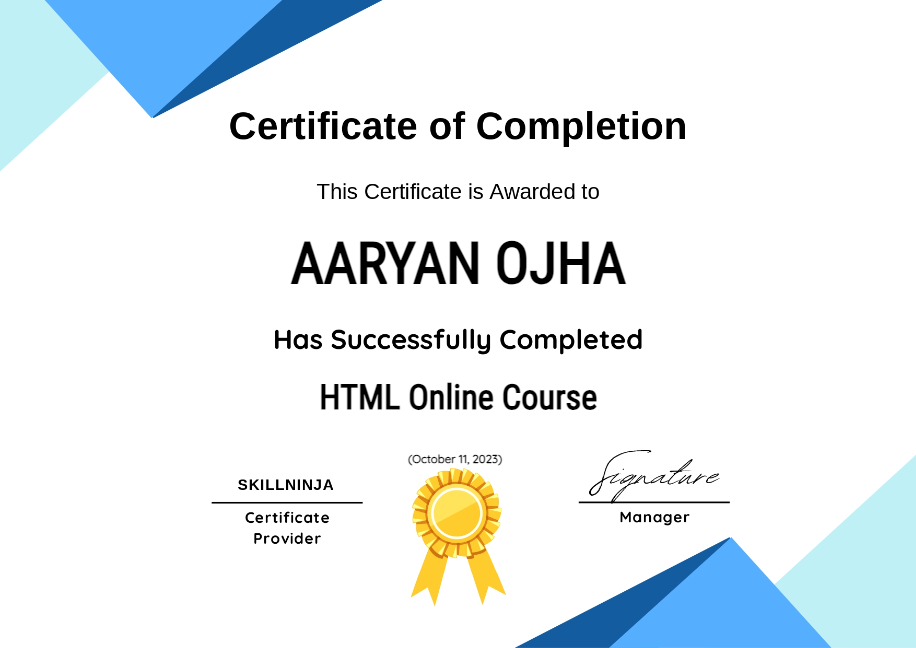 Certificate of Completion
This Certificate is Awarded to
AARYAN OJHA
Has Successfully Completed
HTML Online Course
(October 11, 2023)
SKILLNINJA
Certificate
Provider
Signature
Manager